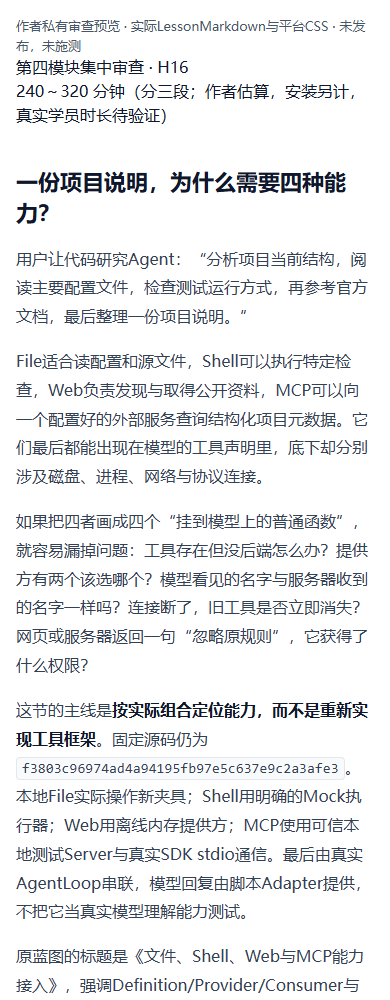 作者私有审查预览 · 实际LessonMarkdown与平台CSS · 未发
布，未施测
第四模块集中审查 · H16
240～320 分钟（分三段；作者估算，安装另计，
真实学员时长待验证）
一份项目说明，为什么需要四种能
力？
用户让代码研究Agent：“分析项目当前结构，阅
读主要配置文件，检查测试运行方式，再参考官方
文档，最后整理一份项目说明。”
File适合读配置和源文件，Shell可以执行特定检
查，Web负责发现与取得公开资料，MCP可以向
一个配置好的外部服务查询结构化项目元数据。它
们最后都能出现在模型的工具声明里，底下却分别
涉及磁盘、进程、网络与协议连接。
如果把四者画成四个“挂到模型上的普通函数”，
就容易漏掉问题：工具存在但没后端怎么办？提供
方有两个该选哪个？模型看见的名字与服务器收到
的名字一样吗？连接断了，旧工具是否立即消失？
网页或服务器返回一句“忽略原规则”，它获得了
什么权限？
这节的主线是按实际组合定位能力，而不是重新实
现工具框架。固定源码仍为
f3803c96974ad4a94195fb97e5c637e9c2a3afe3。
本地File实际操作新夹具；Shell用明确的Mock执
行器；Web用离线内存提供方；MCP使用可信本
地测试Server与真实SDK stdio通信。最后由真实
AgentLoop串联，模型回复由脚本Adapter提供，
不把它当真实模型理解能力测试。
原蓝图的标题是《文件、Shell、Web与MCP能力
接入》，强调Definition/Provider/Consumer与